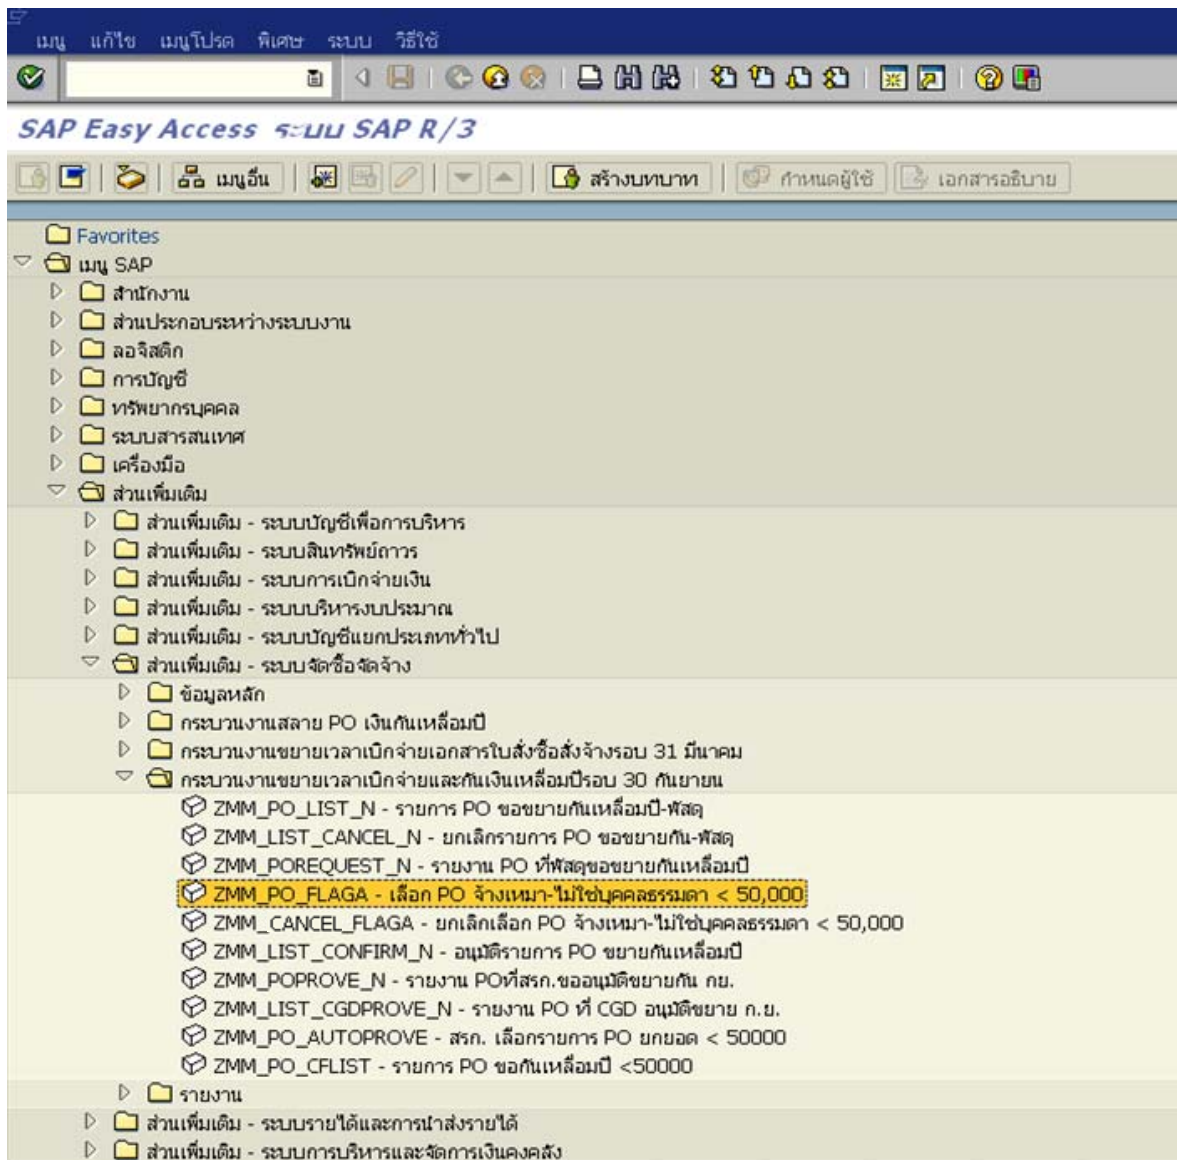 เมนู แก้ไข เมนูโปรด พิเศษ ระบบ วิธีใช้
SAP Easy Access ระบบ SAP R/3
เมนูอื่น สร้างบทบาท กำหนดผู้ใช้ เอกสารอธิบาย
Favorites
เมนู SAP
สำนักงาน
ส่วนประกอบระหว่างระบบงาน
ลอจิสติก
การบัญชี
ทรัพยากรบุคคล
ระบบสารสนเทศ
เครื่องมือ
ส่วนเพิ่มเติม
ส่วนเพิ่มเติม - ระบบบัญชีเพื่อการบริหาร
ส่วนเพิ่มเติม - ระบบสินทรัพย์ถาวร
ส่วนเพิ่มเติม - ระบบการเบิกจ่ายเงิน
ส่วนเพิ่มเติม - ระบบบริหารงบประมาณ
ส่วนเพิ่มเติม - ระบบบัญชีแยกประเภททั่วไป
ส่วนเพิ่มเติม - ระบบจัดซื้อจัดจ้าง
ข้อมูลหลัก
กระบวนงานสลาย PO เงินกันเหลื่อมปี
กระบวนงานขยายเวลาเบิกจ่ายเอกสารใบสั่งซื้อสั่งจ้างรอบ 31 มีนาคม
กระบวนงานขยายเวลาเบิกจ่ายและกันเงินเหลื่อมปีรอบ 30 กันยายน
ZMM_PO_LIST_N - รายการ PO ขอขยายกันเหลื่อมปี-พัสดุ
ZMM_LIST_CANCEL_N - ยกเลิกรายการ PO ขอขยายกัน-พัสดุ
ZMM_POREQUEST_N - รายงาน PO ที่พัสดุขอขยายกันเหลื่อมปี
ZMM_PO_FLAGA - เลือก PO จ้างเหมา-ไม่ใช่บุคคลธรรมดา < 50,000
ZMM_CANCEL_FLAGA - ยกเลิกเลือก PO จ้างเหมา-ไม่ใช่บุคคลธรรมดา < 50,000
ZMM_LIST_CONFIRM_N - อนุมัติรายการ PO ขยายกันเหลื่อมปี
ZMM_POPROVE_N - รายงาน POที่สรก.ขออนุมัติขยายกัน กย.
ZMM_LIST_CGDPROVE_N - รายงาน PO ที่ CGD อนุมัติขยาย ก.ย.
ZMM_PO_AUTOPROVE - สรก. เลือกรายการ PO ยกยอด < 50000
ZMM_PO_CFLIST - รายการ PO ขอกันเหลื่อมปี <50000
รายงาน
ส่วนเพิ่มเติม - ระบบรายได้และการนำส่งรายได้
ส่วนเพิ่มเติม - ระบบการบริหารและจัดการเงินคงคลัง